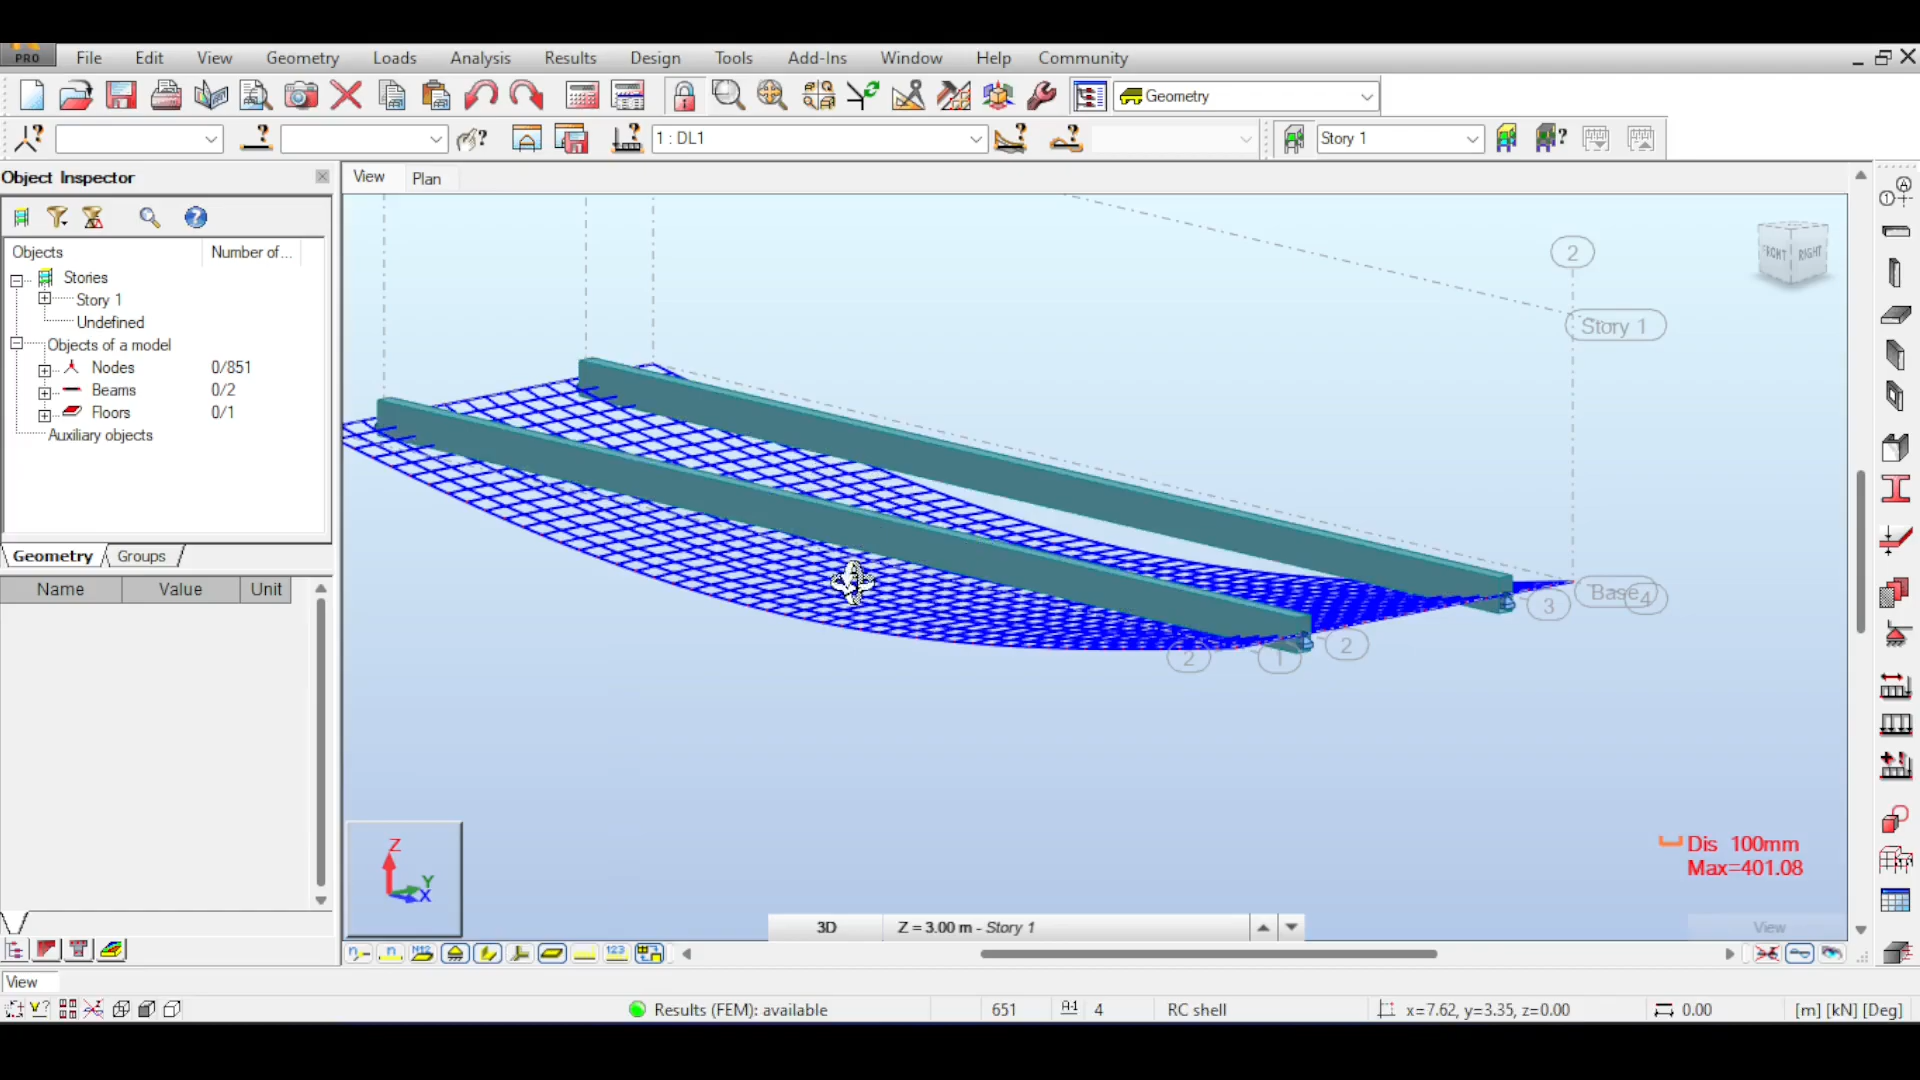 PRO File Edit View Geometry Loads Analysis Results Design Tools Add-Ins Window Help Community
Geometry
1 : DL1 Story 1
Object Inspector
View Plan
Objects Number of...
Stories
Story 1
Undefined
Objects of a model
Nodes 0/851
Beams 0/2
Floors 0/1
Auxiliary objects
Geometry Groups
Name Value Unit
2
FRONT RIGHT
Story 1
Base 4
3
2
2 1
Dis 100mm
Max=401.08
Z
Y
X
3D Z = 3.00 m - Story 1 View
View
Results (FEM): available 651 4 RC shell x=7.62, y=3.35, z=0.00 0.00 [m] [kN] [Deg]